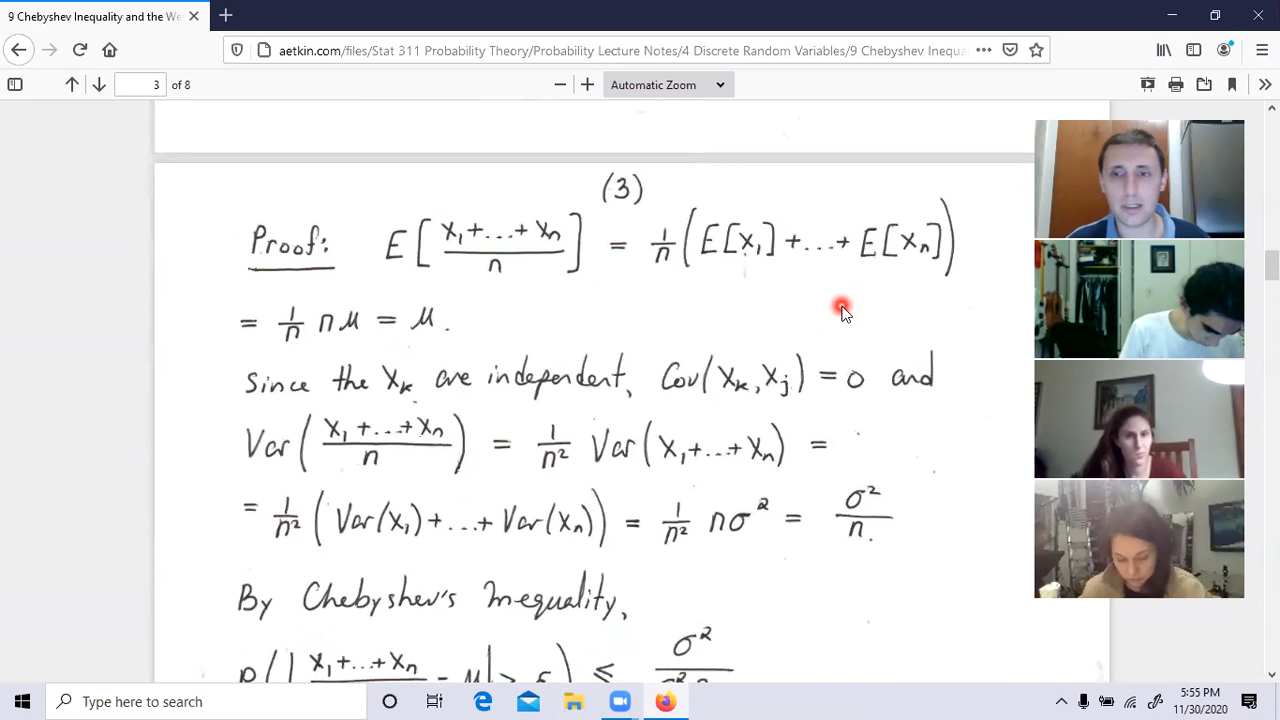 9 Chebyshev Inequality and the We
aetkin.com/files/Stat 311 Probability Theory/Probability Lecture Notes/4 Discrete Random Variables/9 Chebyshev Inequa
3 of 8
Automatic Zoom
(3)
Proof: E[(X₁+...+Xₙ)/n] = 1/n (E[X₁]+...+E[Xₙ])
= 1/n nμ = μ.
Since the Xₖ are independent, Cov(Xₖ, Xⱼ) = 0 and
Var((X₁+...+Xₙ)/n) = 1/n² Var(X₁+...+Xₙ) =
= 1/n² (Var(X₁)+...+Var(Xₙ)) = 1/n² nσ² = σ²/n.
By Chebyshev's Inequality,
P(|(X₁+...+Xₙ) - μ| ≥ ε) ≤ σ²
Type here to search
5:55 PM
11/30/2020